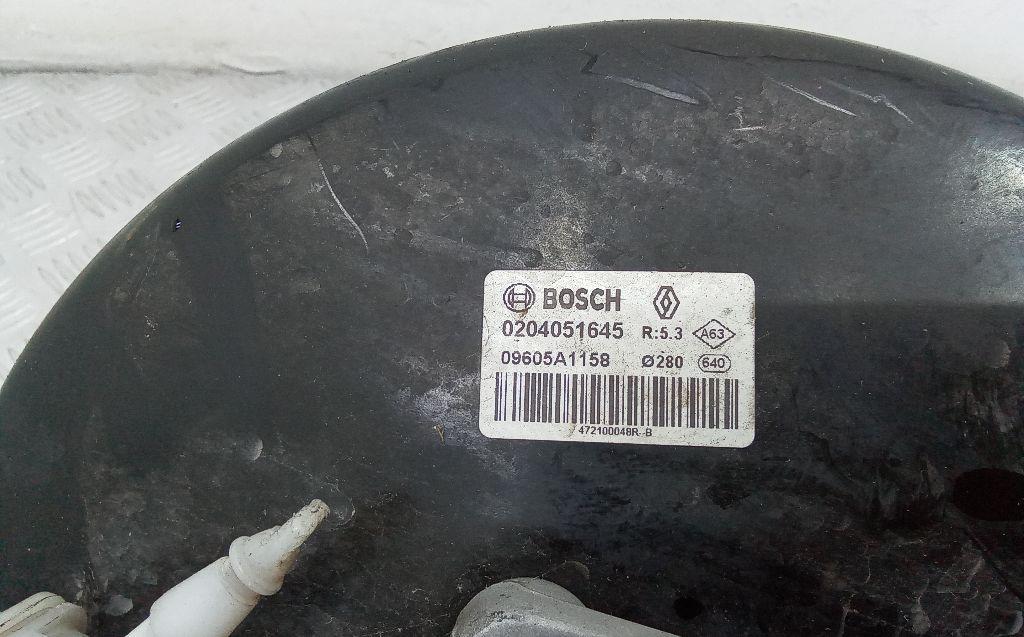 BOSCH
0204051645 R:5.3 A63
09605A1158 Ø280 640
472100048R--B